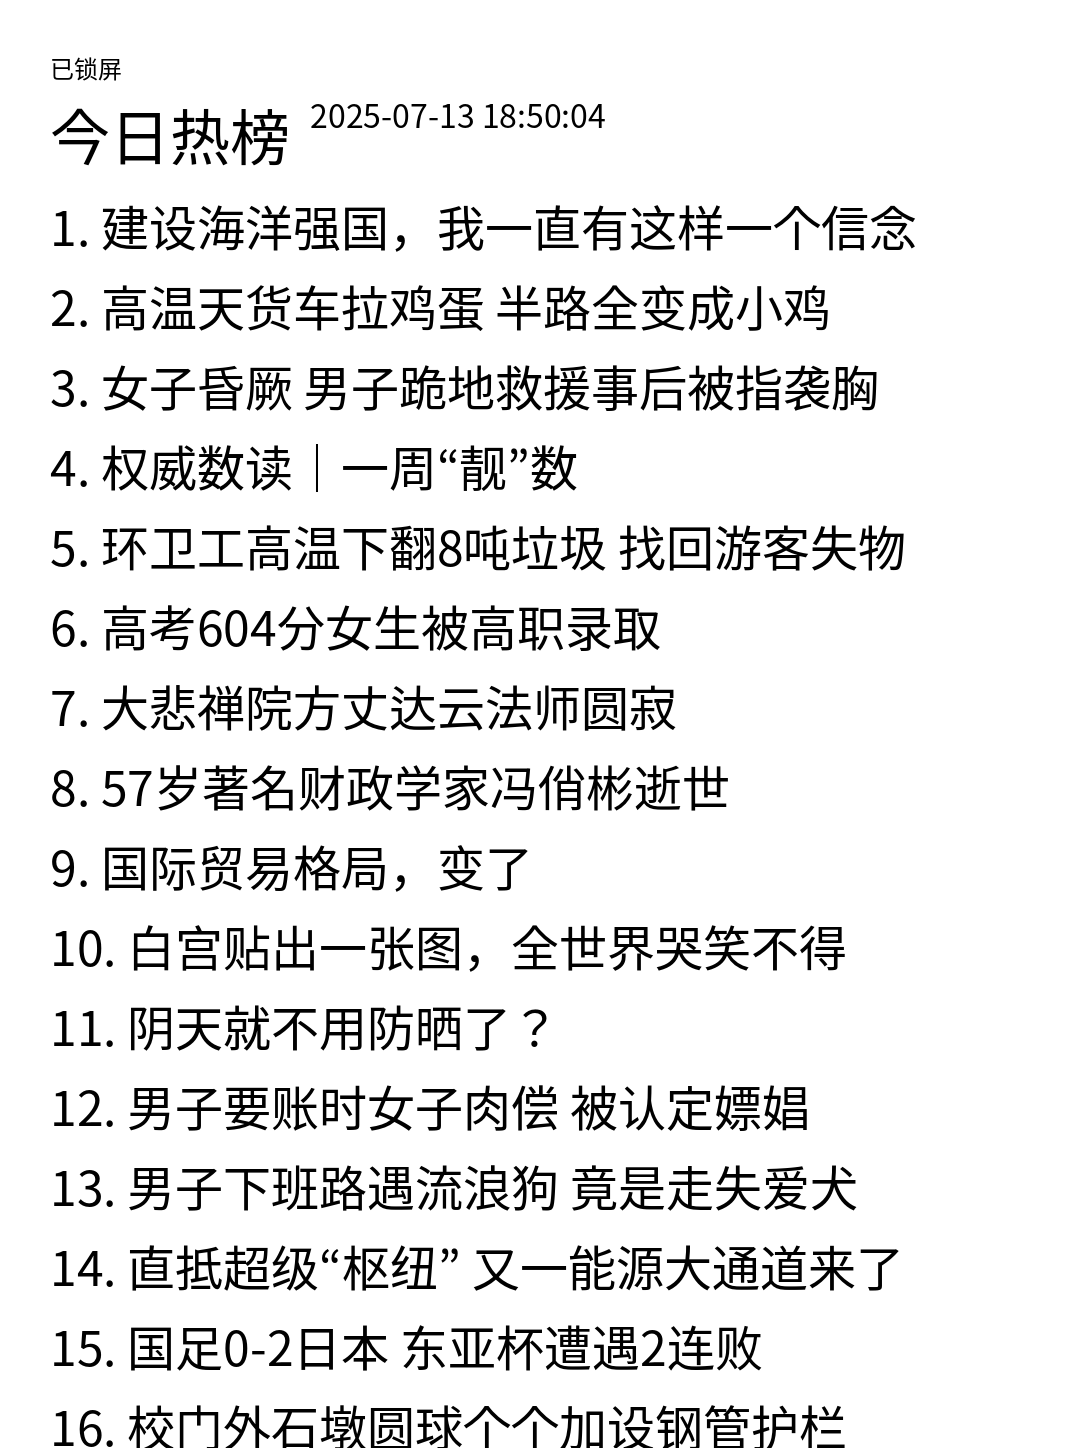 已锁屏
今日热榜 2025-07-13 18:50:04
1. 建设海洋强国，我一直有这样一个信念
2. 高温天货车拉鸡蛋 半路全变成小鸡
3. 女子昏厥 男子跪地救援事后被指袭胸
4. 权威数读｜一周“靓”数
5. 环卫工高温下翻8吨垃圾 找回游客失物
6. 高考604分女生被高职录取
7. 大悲禅院方丈达云法师圆寂
8. 57岁著名财政学家冯俏彬逝世
9. 国际贸易格局，变了
10. 白宫贴出一张图，全世界哭笑不得
11. 阴天就不用防晒了？
12. 男子要账时女子肉偿 被认定嫖娼
13. 男子下班路遇流浪狗 竟是走失爱犬
14. 直抵超级“枢纽” 又一能源大通道来了
15. 国足0-2日本 东亚杯遭遇2连败
16. 校门外石墩圆球个个加设钢管护栏